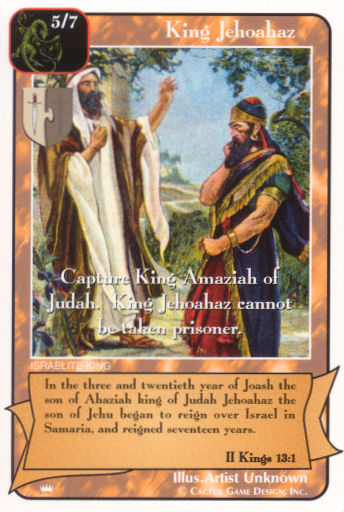 5/7
King Jehoahaz
Capture King Amaziah of
Judah. King Jehoahaz cannot
be taken prisoner.
ISRAELITE KING
In the three and twentieth year of Joash the
son of Ahaziah king of Judah Jehoahaz the
son of Jehu began to reign over Israel in
Samaria, and reigned seventeen years.
II Kings 13:1
Illus.Artist Unknown
© Cactus Game Design, Inc.